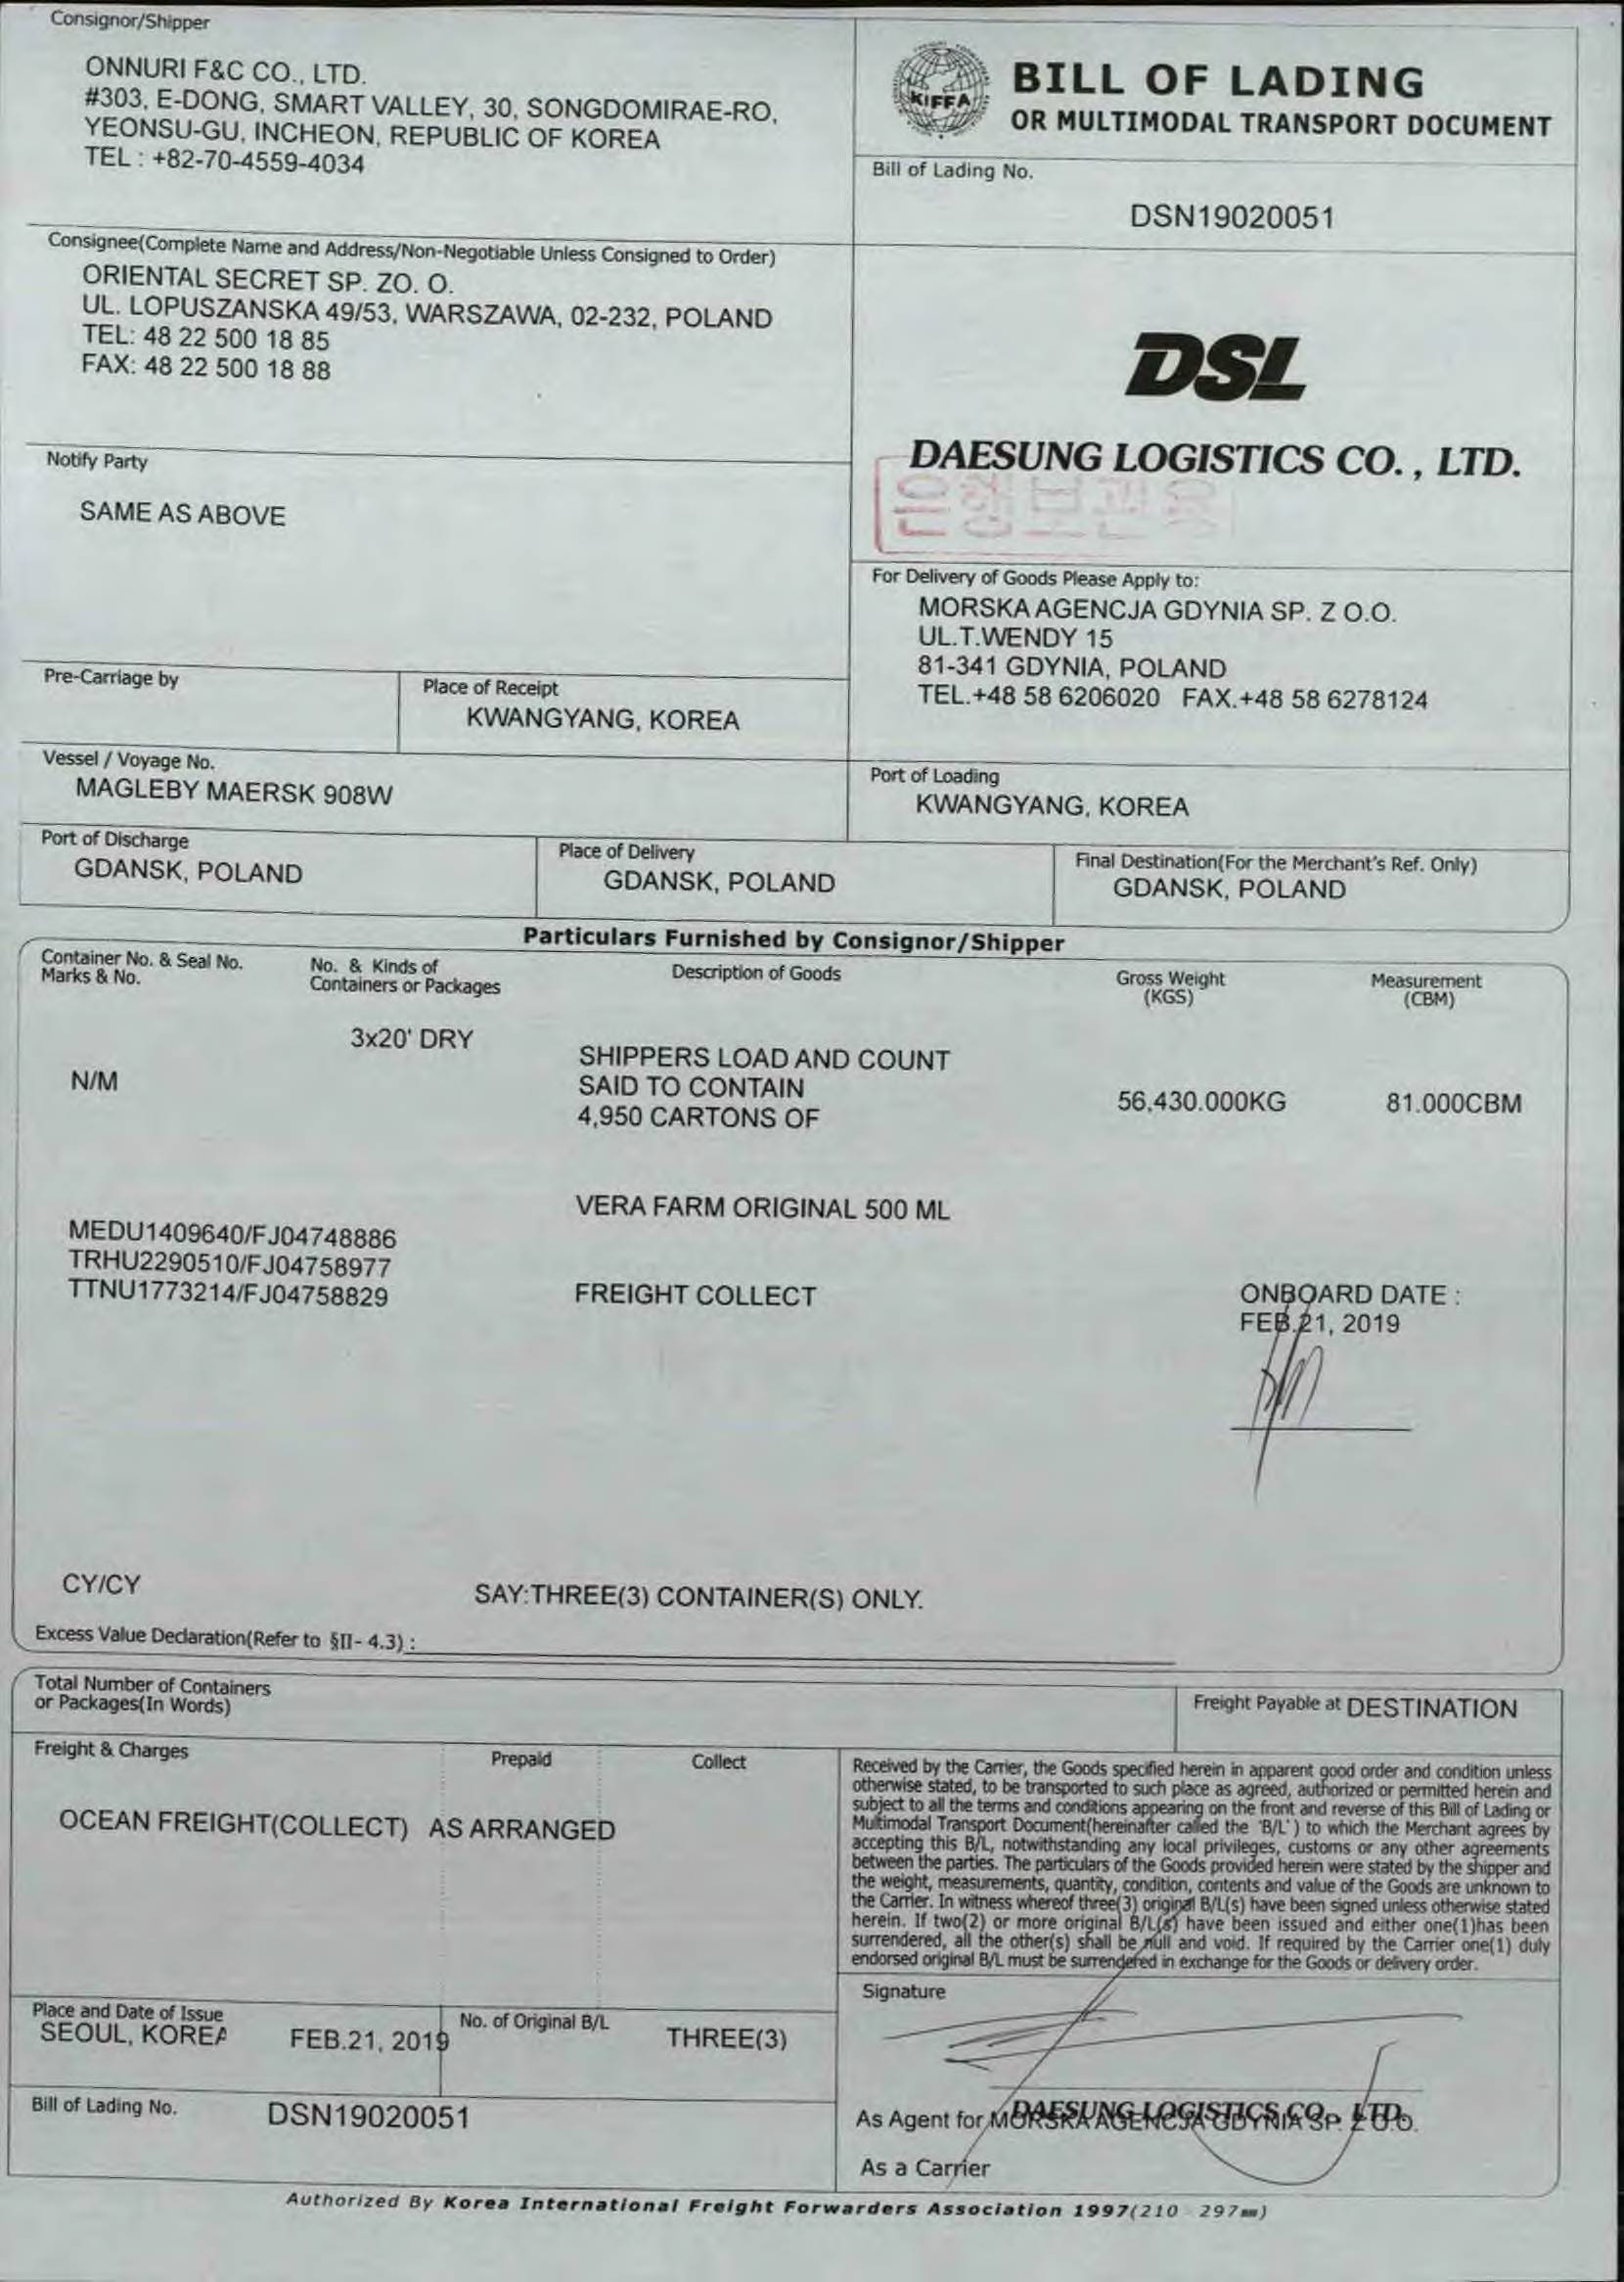 Consignor/Shipper
ONNURI F&C CO., LTD.
#303, E-DONG, SMART VALLEY, 30, SONGDOMIRAE-RO,
YEONSU-GU, INCHEON, REPUBLIC OF KOREA
TEL : +82-70-4559-4034
KIFFA
BILL OF LADING
OR MULTIMODAL TRANSPORT DOCUMENT
Bill of Lading No.
DSN19020051
Consignee(Complete Name and Address/Non-Negotiable Unless Consigned to Order)
ORIENTAL SECRET SP. ZO. O.
UL. LOPUSZANSKA 49/53, WARSZAWA, 02-232, POLAND
TEL: 48 22 500 18 85
FAX: 48 22 500 18 88
DSL
DAESUNG LOGISTICS CO., LTD.
은행보관용
Notify Party
SAME AS ABOVE
For Delivery of Goods Please Apply to:
MORSKA AGENCJA GDYNIA SP. Z O.O.
UL.T.WENDY 15
81-341 GDYNIA, POLAND
TEL.+48 58 6206020 FAX.+48 58 6278124
Pre-Carriage by
Place of Receipt
KWANGYANG, KOREA
Vessel / Voyage No.
MAGLEBY MAERSK 908W
Port of Loading
KWANGYANG, KOREA
Port of Discharge
GDANSK, POLAND
Place of Delivery
GDANSK, POLAND
Final Destination(For the Merchant's Ref. Only)
GDANSK, POLAND
Particulars Furnished by Consignor/Shipper
Container No. & Seal No.
Marks & No.
No. & Kinds of
Containers or Packages
Description of Goods
Gross Weight
(KGS)
Measurement
(CBM)
3x20' DRY
N/M
SHIPPERS LOAD AND COUNT
SAID TO CONTAIN
4,950 CARTONS OF
56,430.000KG
81.000CBM
VERA FARM ORIGINAL 500 ML
MEDU1409640/FJ04748886
TRHU2290510/FJ04758977
TTNU1773214/FJ04758829
FREIGHT COLLECT
ONBOARD DATE :
FEB.21, 2019
CY/CY
SAY:THREE(3) CONTAINER(S) ONLY.
Excess Value Declaration(Refer to §II- 4.3) :
Total Number of Containers
or Packages(In Words)
Freight Payable at DESTINATION
Freight & Charges
Prepaid
Collect
OCEAN FREIGHT(COLLECT) AS ARRANGED
Received by the Carrier, the Goods specified herein in apparent good order and condition unless
otherwise stated, to be transported to such place as agreed, authorized or permitted herein and
subject to all the terms and conditions appearing on the front and reverse of this Bill of Lading or
Multimodal Transport Document(hereinafter called the 'B/L') to which the Merchant agrees by
accepting this B/L, notwithstanding any local privileges, customs or any other agreements
between the parties. The particulars of the Goods provided herein were stated by the shipper and
the weight, measurements, quantity, condition, contents and value of the Goods are unknown to
the Carrier. In witness whereof three(3) original B/L(s) have been signed unless otherwise stated
herein. If two(2) or more original B/L(s) have been issued and either one(1)has been
surrendered, all the other(s) shall be null and void. If required by the Carrier one(1) duly
endorsed original B/L must be surrendered in exchange for the Goods or delivery order.
Signature
Place and Date of Issue
SEOUL, KOREA
FEB.21, 2019
No. of Original B/L
THREE(3)
Bill of Lading No.
DSN19020051
DAESUNG LOGISTICS CO., LTD.
As Agent for MORSKA AGENCJA GDYNIA SP. Z O.O.
As a Carrier
Authorized By Korea International Freight Forwarders Association 1997(210 297㎜)